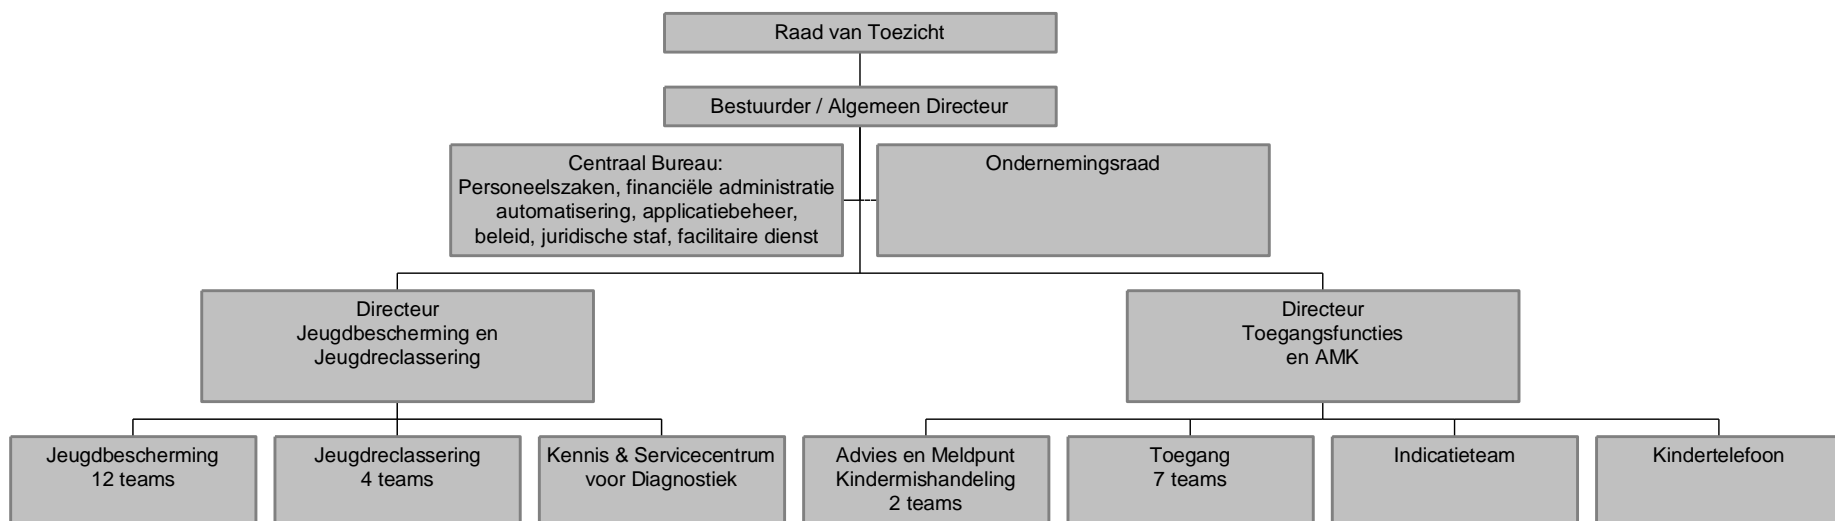 Raad van Toezicht
Bestuurder / Algemeen Directeur
Centraal Bureau:
Personeelszaken, financiële administratie
automatisering, applicatiebeheer,
beleid, juridische staf, facilitaire dienst
Ondernemingsraad
Directeur
Jeugdbescherming en
Jeugdreclassering
Directeur
Toegangsfuncties
en AMK
Jeugdbescherming
12 teams
Jeugdreclassering
4 teams
Kennis & Servicecentrum
voor Diagnostiek
Advies en Meldpunt
Kindermishandeling
2 teams
Toegang
7 teams
Indicatieteam
Kindertelefoon